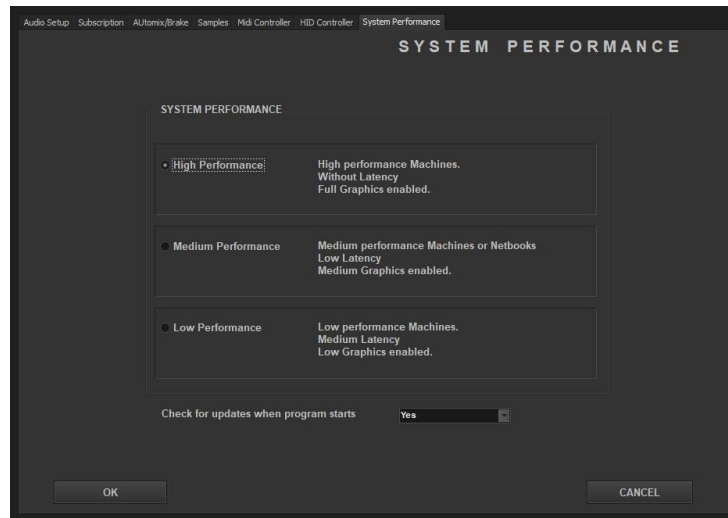 Audio Setup Subscription AUtomix/Brake Samples Midi Controller HID Controller System Performance
SYSTEM PERFORMANCE
SYSTEM PERFORMANCE
High Performance
High performance Machines.
Without Latency
Full Graphics enabled.
Medium Performance
Medium performance Machines or Netbooks
Low Latency
Medium Graphics enabled.
Low Performance
Low performance Machines.
Medium Latency
Low Graphics enabled.
Check for updates when program starts Yes
OK CANCEL